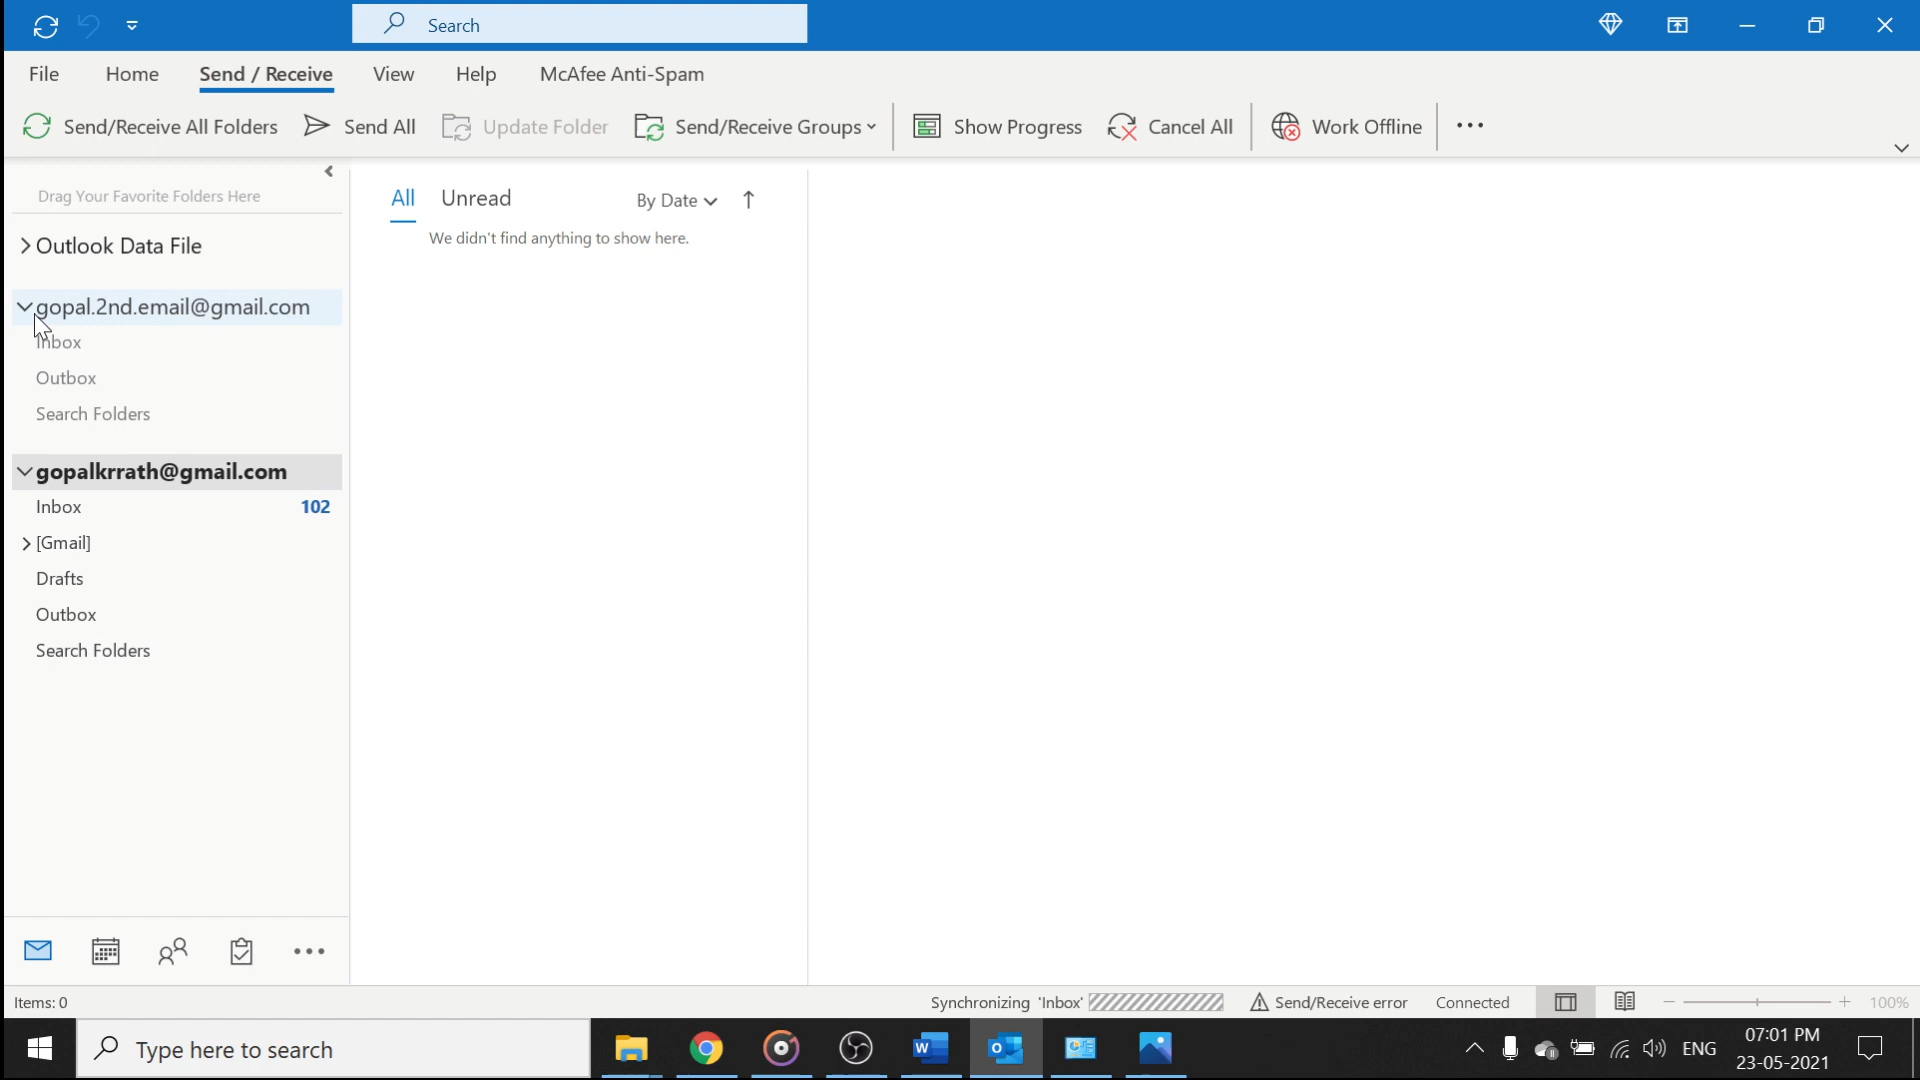 Search
File Home Send / Receive View Help McAfee Anti-Spam
Send/Receive All Folders Send All Update Folder Send/Receive Groups Show Progress Cancel All Work Offline
Drag Your Favorite Folders Here
Outlook Data File
gopal.2nd.email@gmail.com
Inbox
Outbox
Search Folders
gopalkrrath@gmail.com
Inbox 102
[Gmail]
Drafts
Outbox
Search Folders
All Unread By Date
We didn't find anything to show here.
Items: 0 Synchronizing 'Inbox' Send/Receive error Connected 100%
Type here to search ENG 07:01 PM
23-05-2021